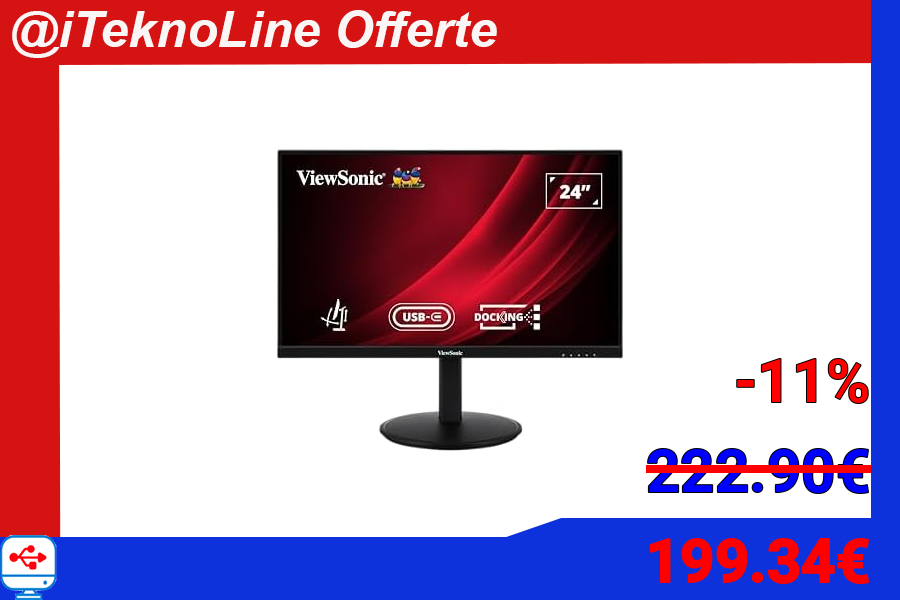 @iTeknoLine Offerte
ViewSonic
24”
USB-C
DOCKING
ViewSonic
-11%
222.90€
199.34€